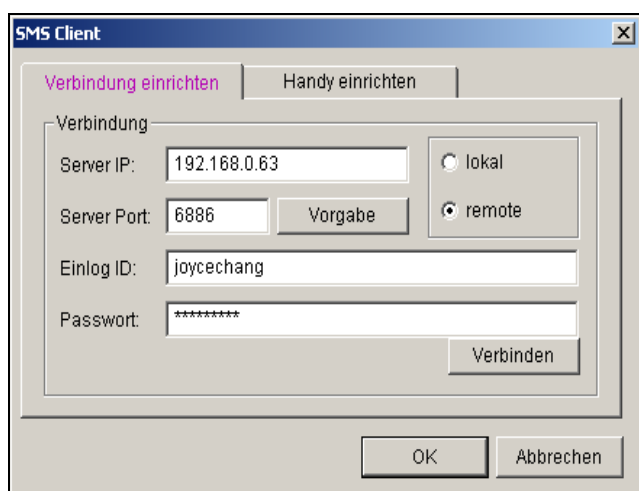 SMS Client
Verbindung einrichten Handy einrichten
Verbindung
Server IP: 192.168.0.63 lokal
Server Port: 6886 Vorgabe remote
Einlog ID: joycechang
Passwort: *********
Verbinden
OK Abbrechen